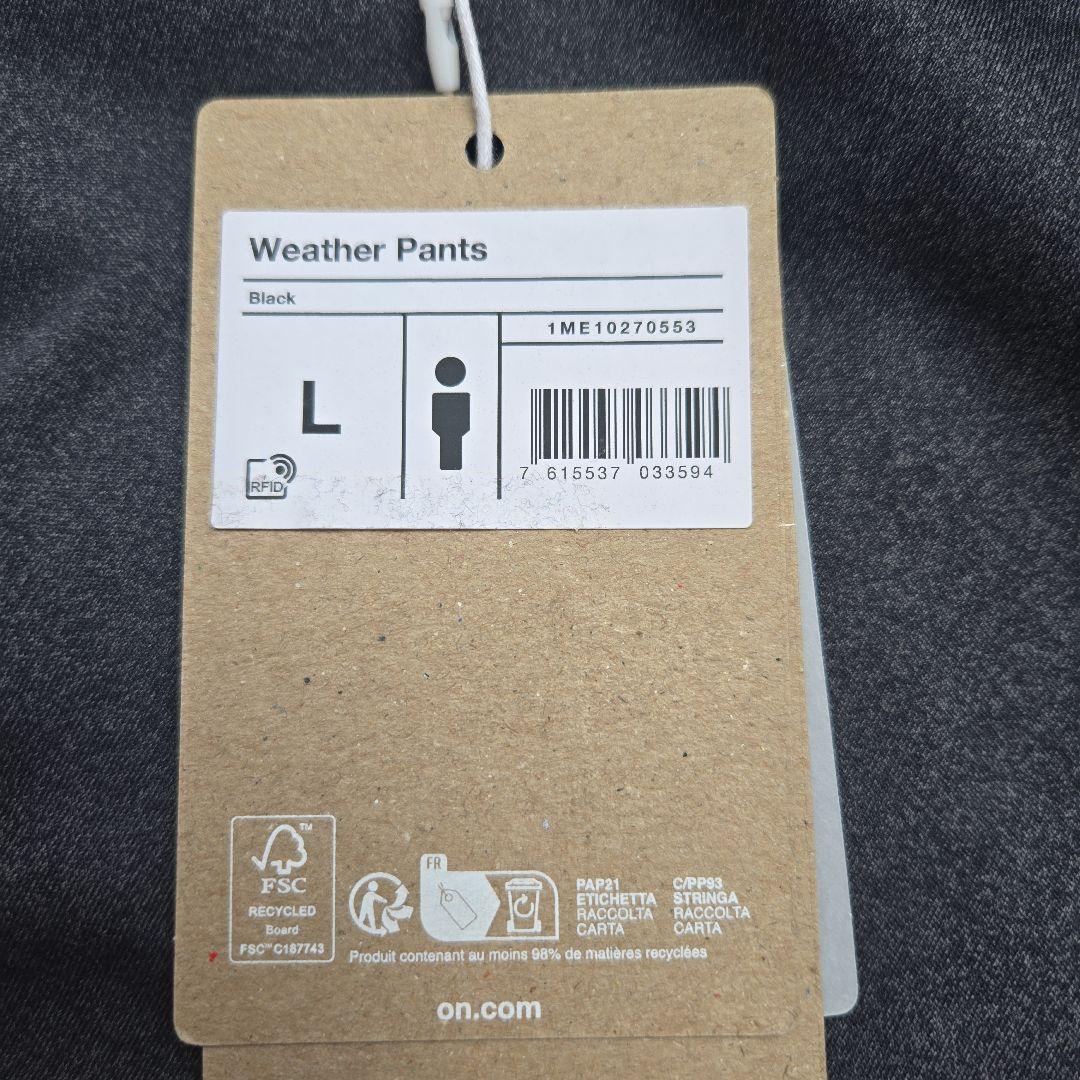 Weather Pants
Black
1ME10270553
L
RFID
7 615537 033594
TM
FSC
RECYCLED
Board
FSC™ C187743
FR
PAP21
ETICHETTA
RACCOLTA
CARTA
C/PP93
STRINGA
RACCOLTA
CARTA
Produit contenant au moins 98% de matières recyclées
on.com